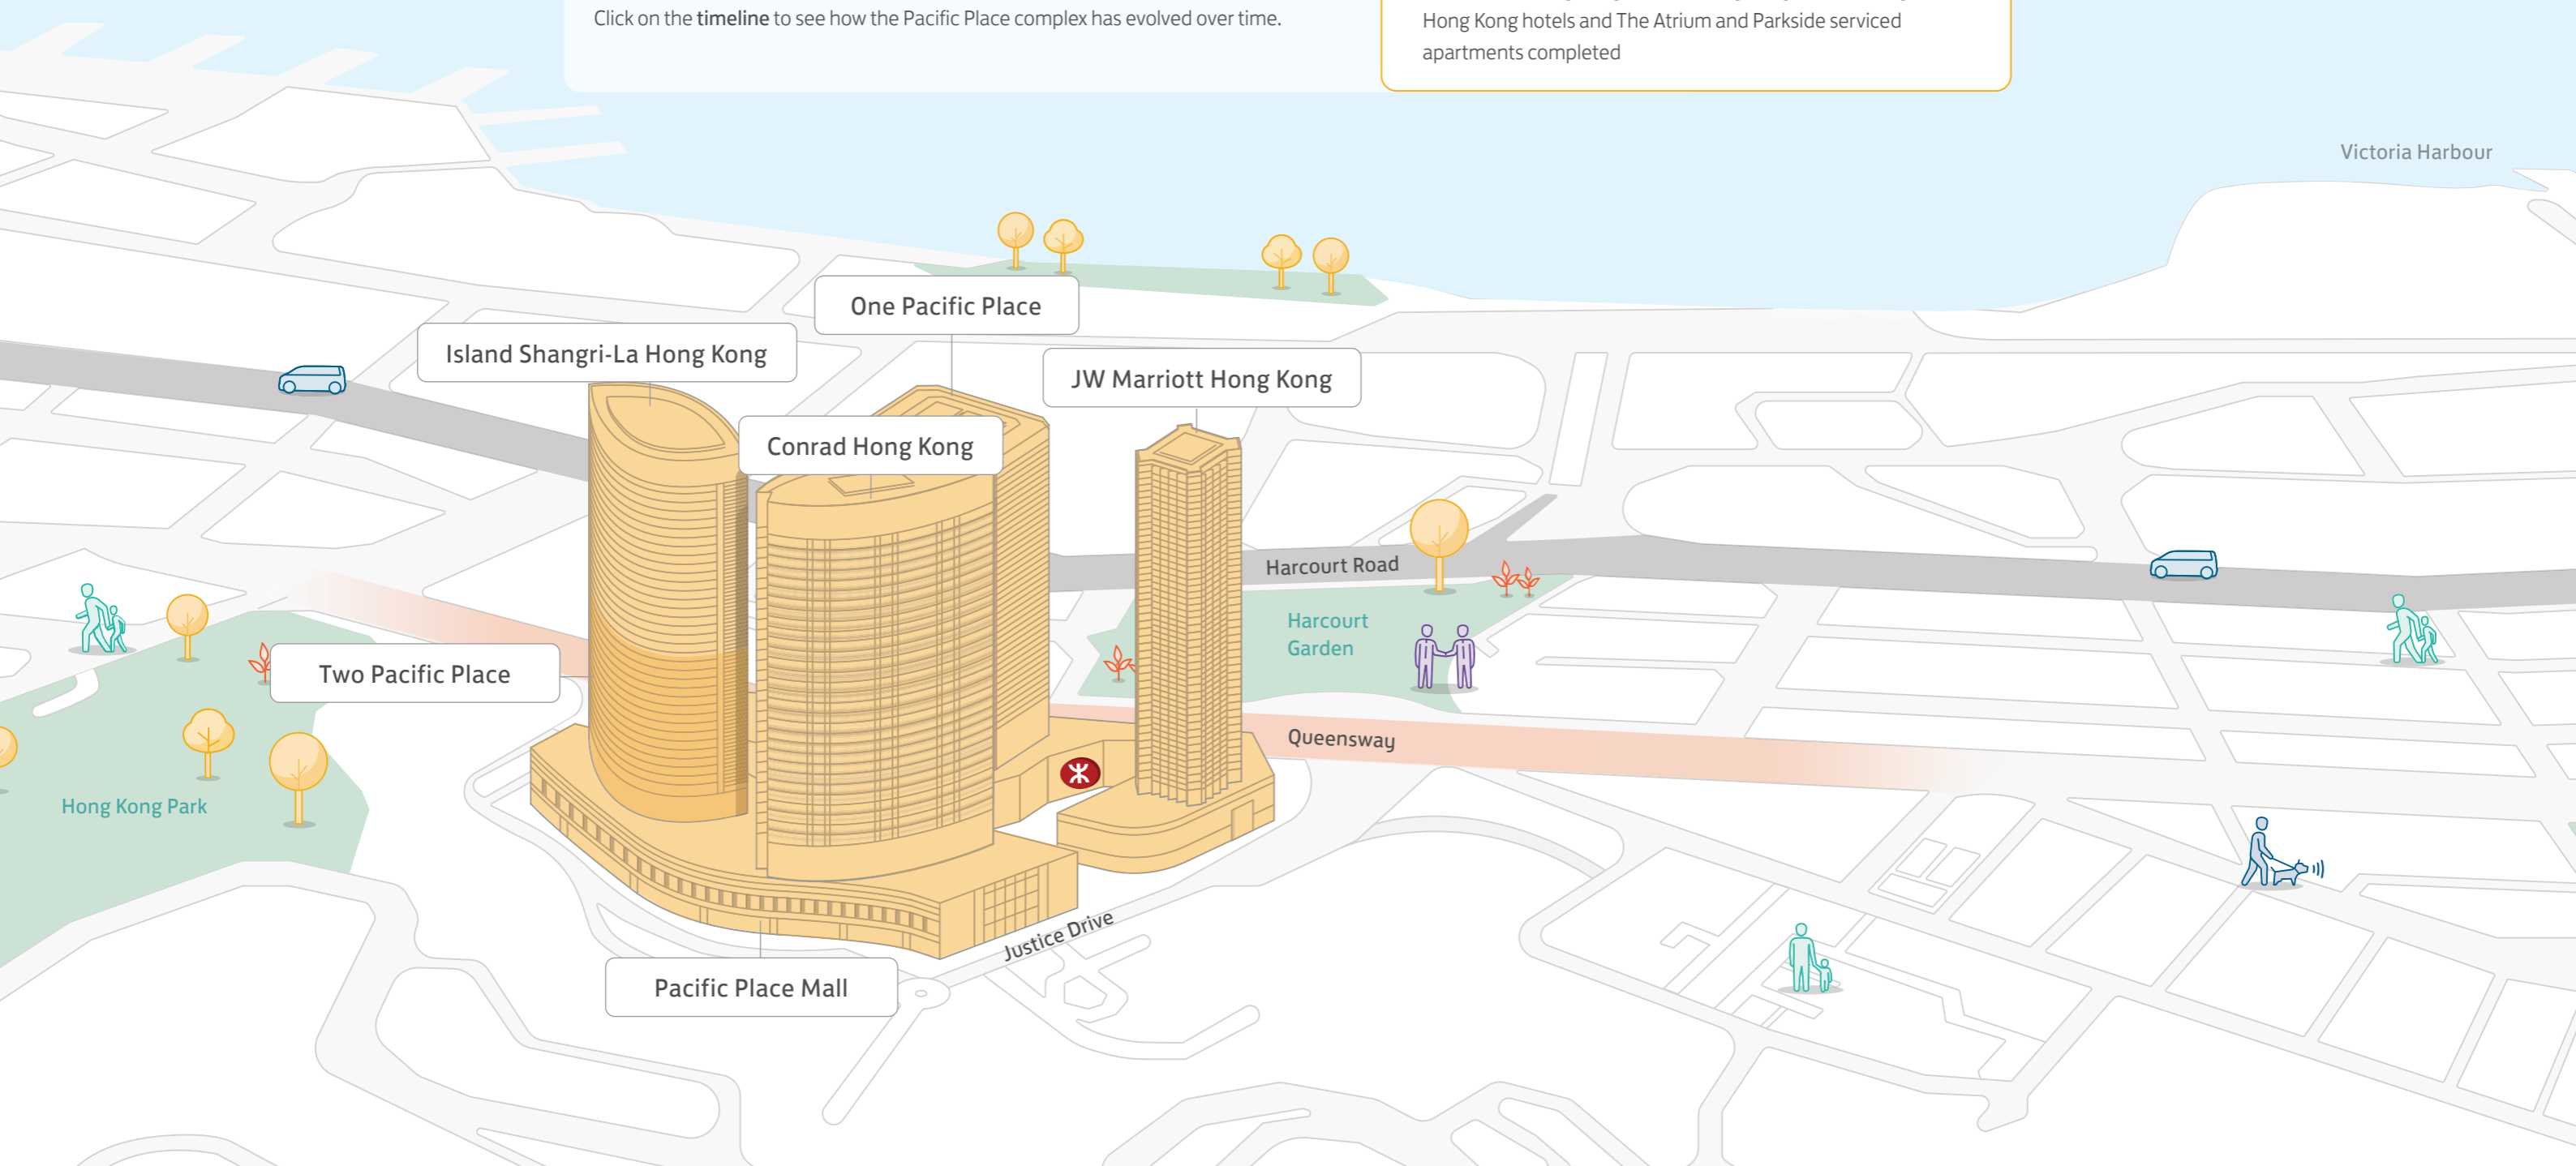 Click on the timeline to see how the Pacific Place complex has evolved over time.
Hong Kong hotels and The Atrium and Parkside serviced
apartments completed
Victoria Harbour
One Pacific Place
Island Shangri-La Hong Kong
JW Marriott Hong Kong
Conrad Hong Kong
Harcourt Road
Harcourt
Garden
Two Pacific Place
Queensway
Hong Kong Park
Justice Drive
Pacific Place Mall